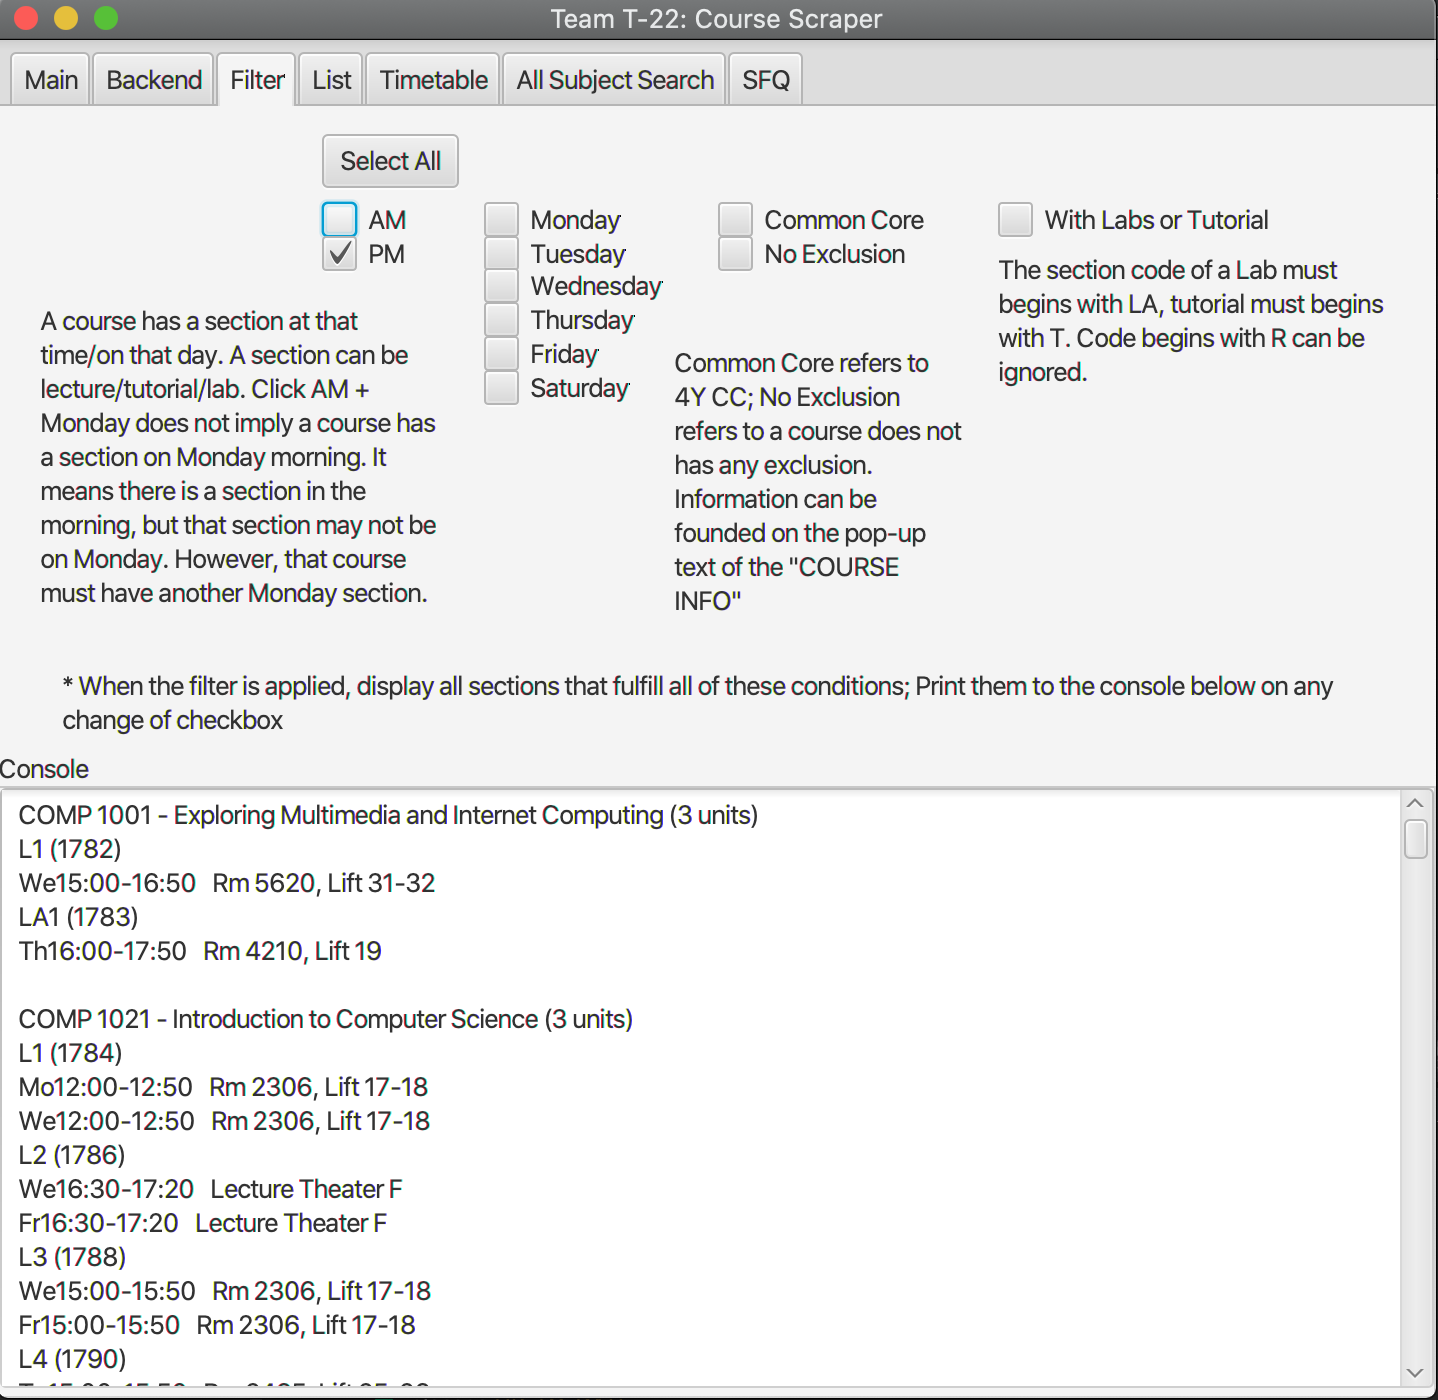 Team T-22: Course Scraper
Main Backend Filter List Timetable All Subject Search SFQ
Select All
AM
PM
Monday
Tuesday
Wednesday
Thursday
Friday
Saturday
Common Core
No Exclusion
With Labs or Tutorial
The section code of a Lab must
begins with LA, tutorial must begins
with T. Code begins with R can be
ignored.
A course has a section at that
time/on that day. A section can be
lecture/tutorial/lab. Click AM +
Monday does not imply a course has
a section on Monday morning. It
means there is a section in the
morning, but that section may not be
on Monday. However, that course
must have another Monday section.
Common Core refers to
4Y CC; No Exclusion
refers to a course does not
has any exclusion.
Information can be
founded on the pop-up
text of the "COURSE
INFO"
* When the filter is applied, display all sections that fulfill all of these conditions; Print them to the console below on any
change of checkbox
Console
COMP 1001 - Exploring Multimedia and Internet Computing (3 units)
L1 (1782)
We15:00-16:50 Rm 5620, Lift 31-32
LA1 (1783)
Th16:00-17:50 Rm 4210, Lift 19
COMP 1021 - Introduction to Computer Science (3 units)
L1 (1784)
Mo12:00-12:50 Rm 2306, Lift 17-18
We12:00-12:50 Rm 2306, Lift 17-18
L2 (1786)
We16:30-17:20 Lecture Theater F
Fr16:30-17:20 Lecture Theater F
L3 (1788)
We15:00-15:50 Rm 2306, Lift 17-18
Fr15:00-15:50 Rm 2306, Lift 17-18
L4 (1790)